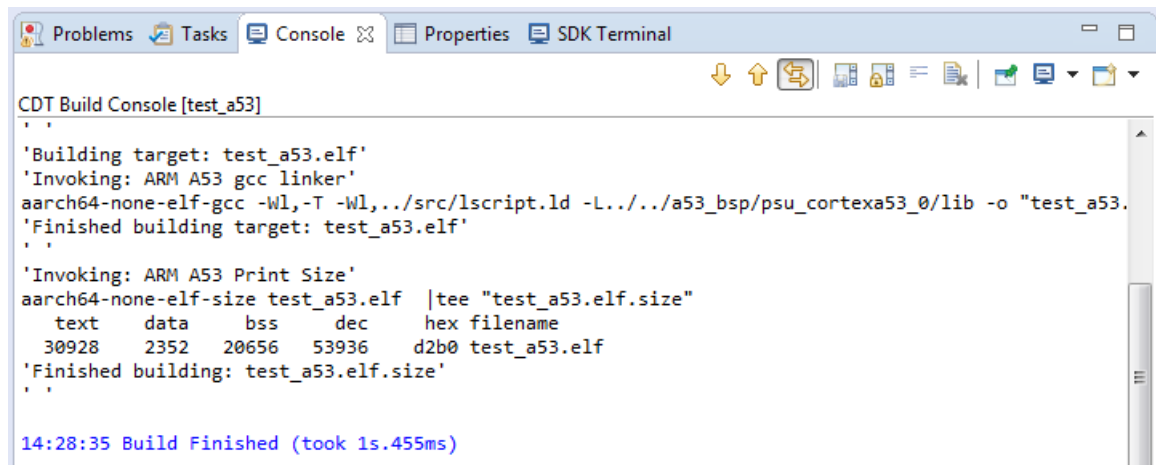 Problems Tasks Console Properties SDK Terminal
CDT Build Console [test_a53]
' '
'Building target: test_a53.elf'
'Invoking: ARM A53 gcc linker'
aarch64-none-elf-gcc -Wl,-T -Wl,../src/lscript.ld -L../../a53_bsp/psu_cortexa53_0/lib -o "test_a53.
'Finished building target: test_a53.elf'
' '
'Invoking: ARM A53 Print Size'
aarch64-none-elf-size test_a53.elf |tee "test_a53.elf.size"
text data bss dec hex filename
30928 2352 20656 53936 d2b0 test_a53.elf
'Finished building: test_a53.elf.size'
' '
14:28:35 Build Finished (took 1s.455ms)